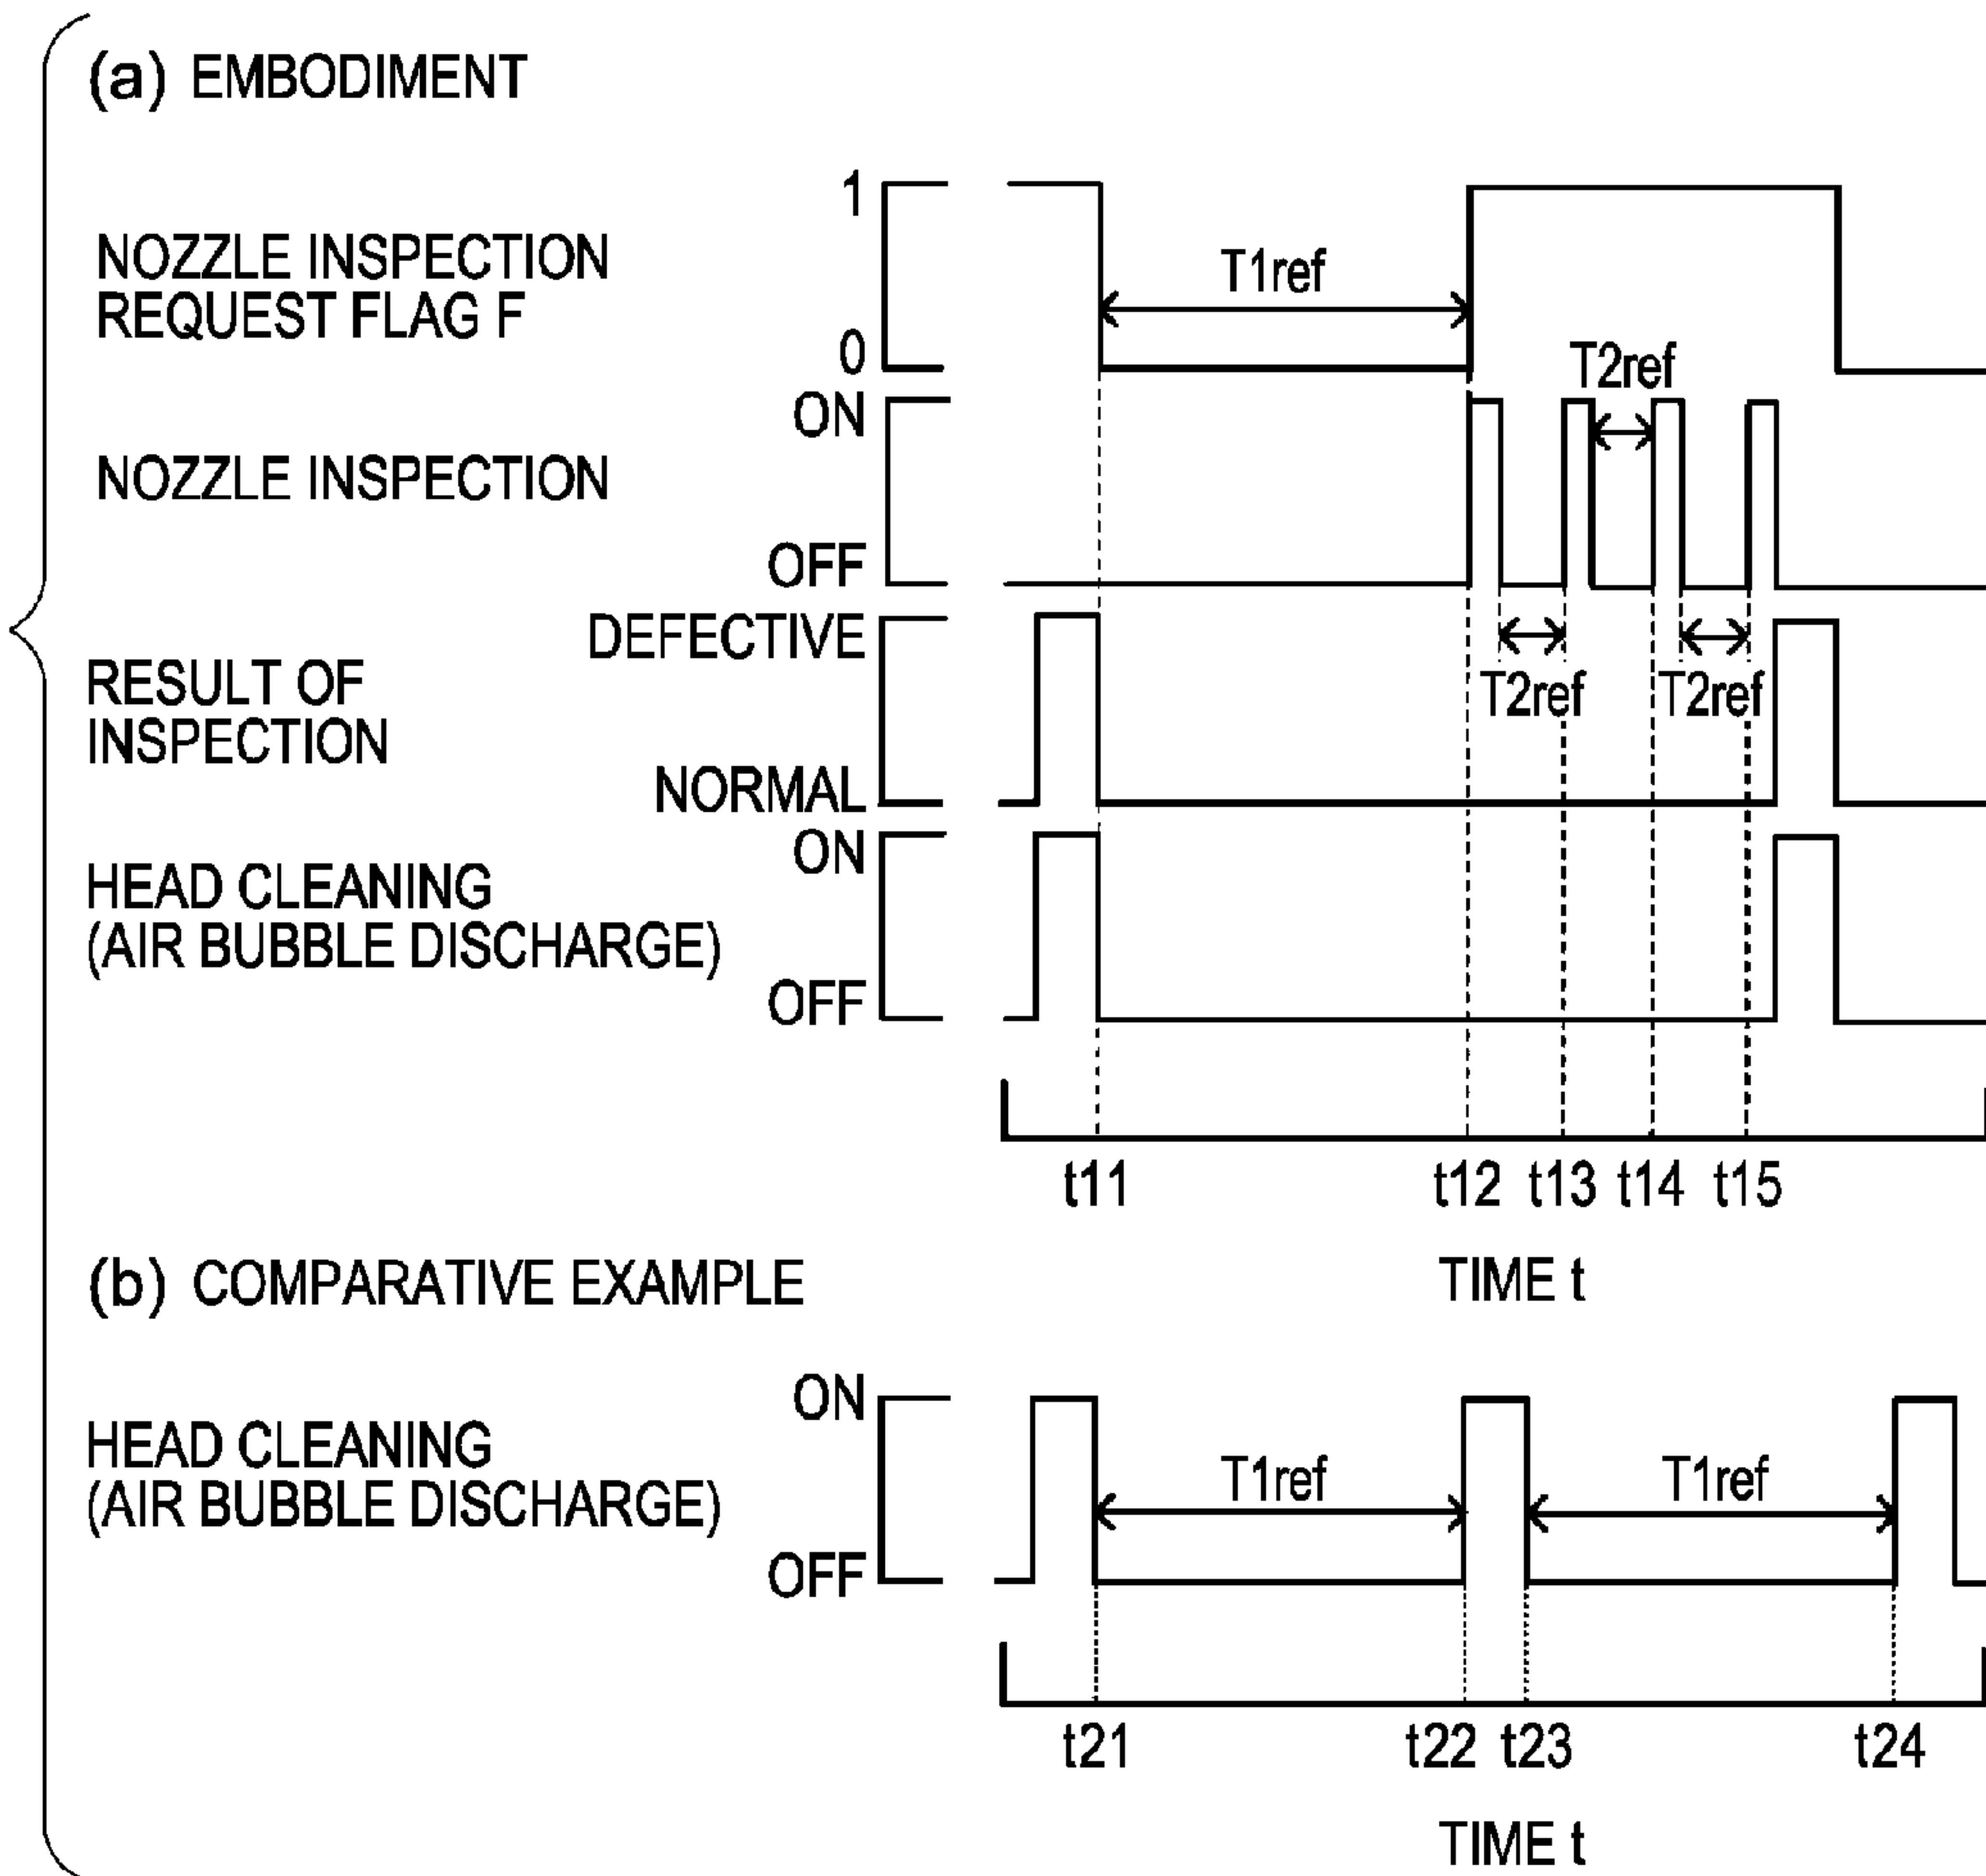 (a) EMBODIMENT
1
NOZZLE INSPECTION
REQUEST FLAG F
T1ref
0
T2ref
ON
NOZZLE INSPECTION
OFF
DEFECTIVE
T2ref T2ref
RESULT OF
INSPECTION
NORMAL
ON
HEAD CLEANING
(AIR BUBBLE DISCHARGE)
OFF
t11 t12 t13 t14 t15
TIME t
(b) COMPARATIVE EXAMPLE
ON
HEAD CLEANING
(AIR BUBBLE DISCHARGE)
T1ref T1ref
OFF
t21 t22 t23 t24
TIME t